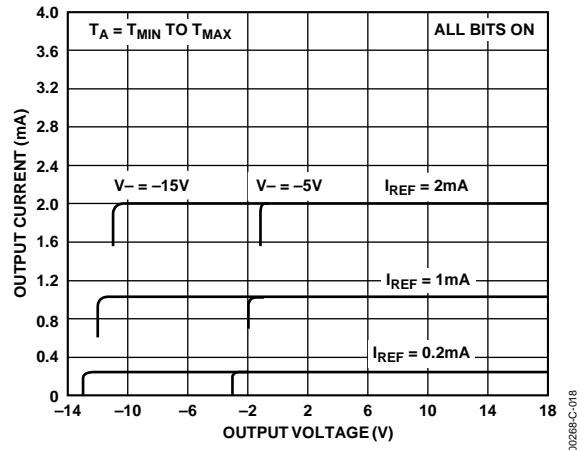 T_A = T_MIN TO T_MAX ALL BITS ON
4.0
3.6
3.2
2.8
2.4
2.0
1.6
1.2
0.8
0.4
0
OUTPUT CURRENT (mA)
V– = –15V V– = –5V I_REF = 2mA
I_REF = 1mA
I_REF = 0.2mA
–14 –10 –6 –2 2 6 10 14 18
OUTPUT VOLTAGE (V)
00268-C-018